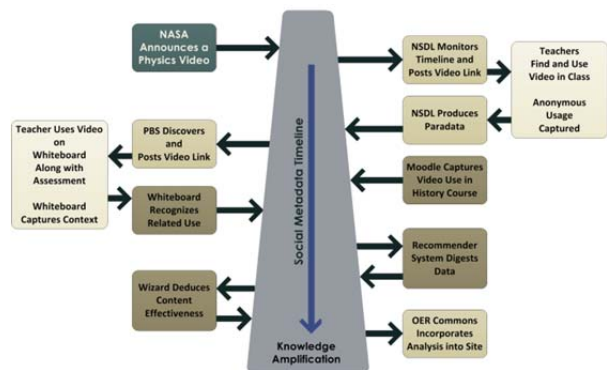 NASA
Announces a
Physics Video
NSDL Monitors
Timeline and
Posts Video Link
Teachers
Find and Use
Video in Class
Anonymous
Usage
Captured
NSDL Produces
Paradata
PBS Discovers
and
Posts Video Link
Teacher Uses Video
on
Whiteboard
Along with
Assessment
Whiteboard
Captures Context
Moodle Captures
Video Use in
History Course
Whiteboard
Recognizes
Related Use
Social Metadata Timeline
Recommender
System Digests
Data
Wizard Deduces
Content
Effectiveness
OER Commons
Incorporates
Analysis into Site
Knowledge
Amplification